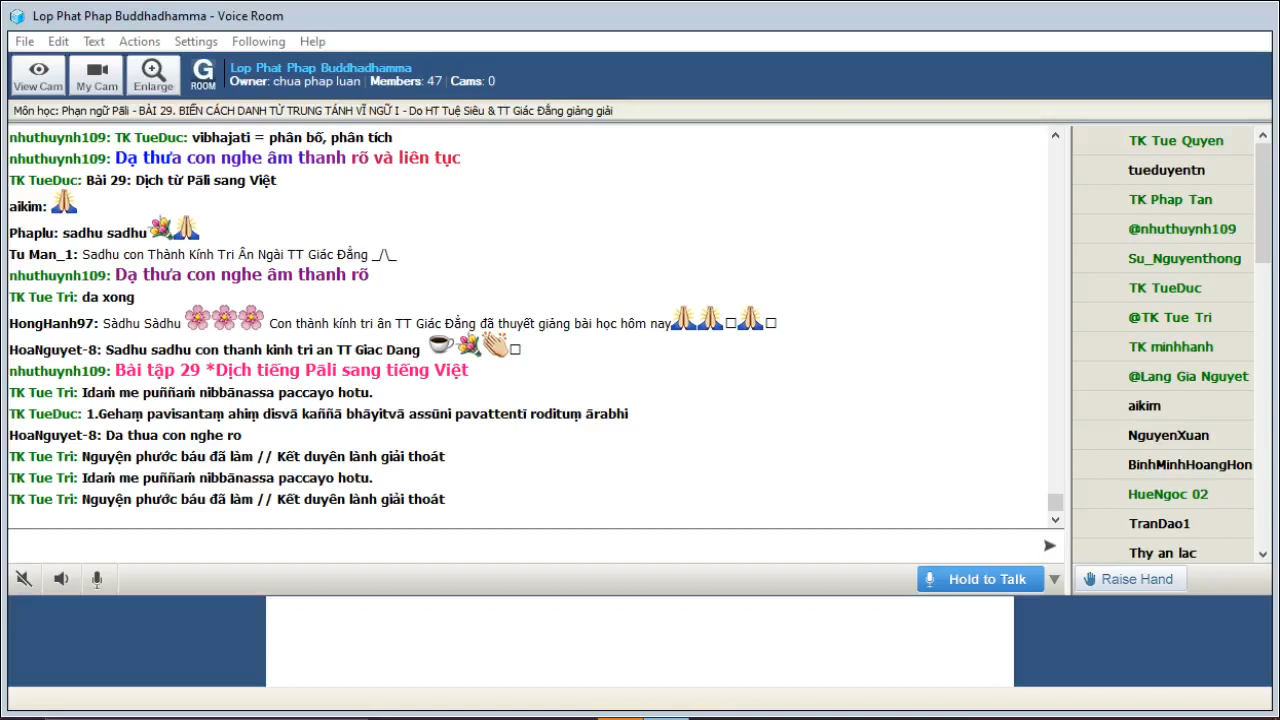 Lop Phat Phap Buddhadhamma - Voice Room
File Edit Text Actions Settings Following Help
View Cam My Cam Enlarge G ROOM
Lop Phat Phap Buddhadhamma
Owner: chua phap luan | Members: 47 | Cams: 0
Môn học: Phạn ngữ Pāli - BÀI 29. BIẾN CÁCH DANH TỪ TRUNG TÁNH VĨ NGỮ I - Do HT Tuệ Siêu & TT Giác Đẳng giảng giải
nhuthuynh109: TK TueDuc: vibhajati = phân bố, phân tích
nhuthuynh109: Dạ thưa con nghe âm thanh rõ và liên tục
TK TueDuc: Bài 29: Dịch từ Pāli sang Việt
aikim: 🙏
Phaplu: sadhu sadhu💐🙏
Tu Man_1: Sadhu con Thành Kính Tri Ân Ngài TT Giác Đẳng _/\_
nhuthuynh109: Dạ thưa con nghe âm thanh rõ
TK Tue Tri: da xong
HongHanh97: Sàdhu Sàdhu 🌸🌸🌸 Con thành kính tri ân TT Giác Đẳng đã thuyết giảng bài học hôm nay🙏🙏□🙏□
HoaNguyet-8: Sadhu sadhu con thanh kinh tri an TT Giac Dang ☕💐👏□
nhuthuynh109: Bài tập 29 *Dịch tiếng Pāli sang tiếng Việt
TK Tue Tri: Idaṁ me puññaṁ nibbānassa paccayo hotu.
TK TueDuc: 1.Gehaṃ pavisantaṃ ahiṃ disvā kaññā bhāyitvā assūni pavattentī rodituṃ ārabhi
HoaNguyet-8: Da thua con nghe ro
TK Tue Tri: Nguyện phước báu đã làm // Kết duyên lành giải thoát
TK Tue Tri: Idaṁ me puññaṁ nibbānassa paccayo hotu.
TK Tue Tri: Nguyện phước báu đã làm // Kết duyên lành giải thoát
TK Tue Quyen
tueduyentn
TK Phap Tan
@nhuthuynh109
Su_Nguyenthong
TK TueDuc
@TK Tue Tri
TK minhhanh
@Lang Gia Nguyet
aikim
NguyenXuan
BinhMinhHoangHon
HueNgoc 02
TranDao1
Thy an lac
Hold to Talk
Raise Hand